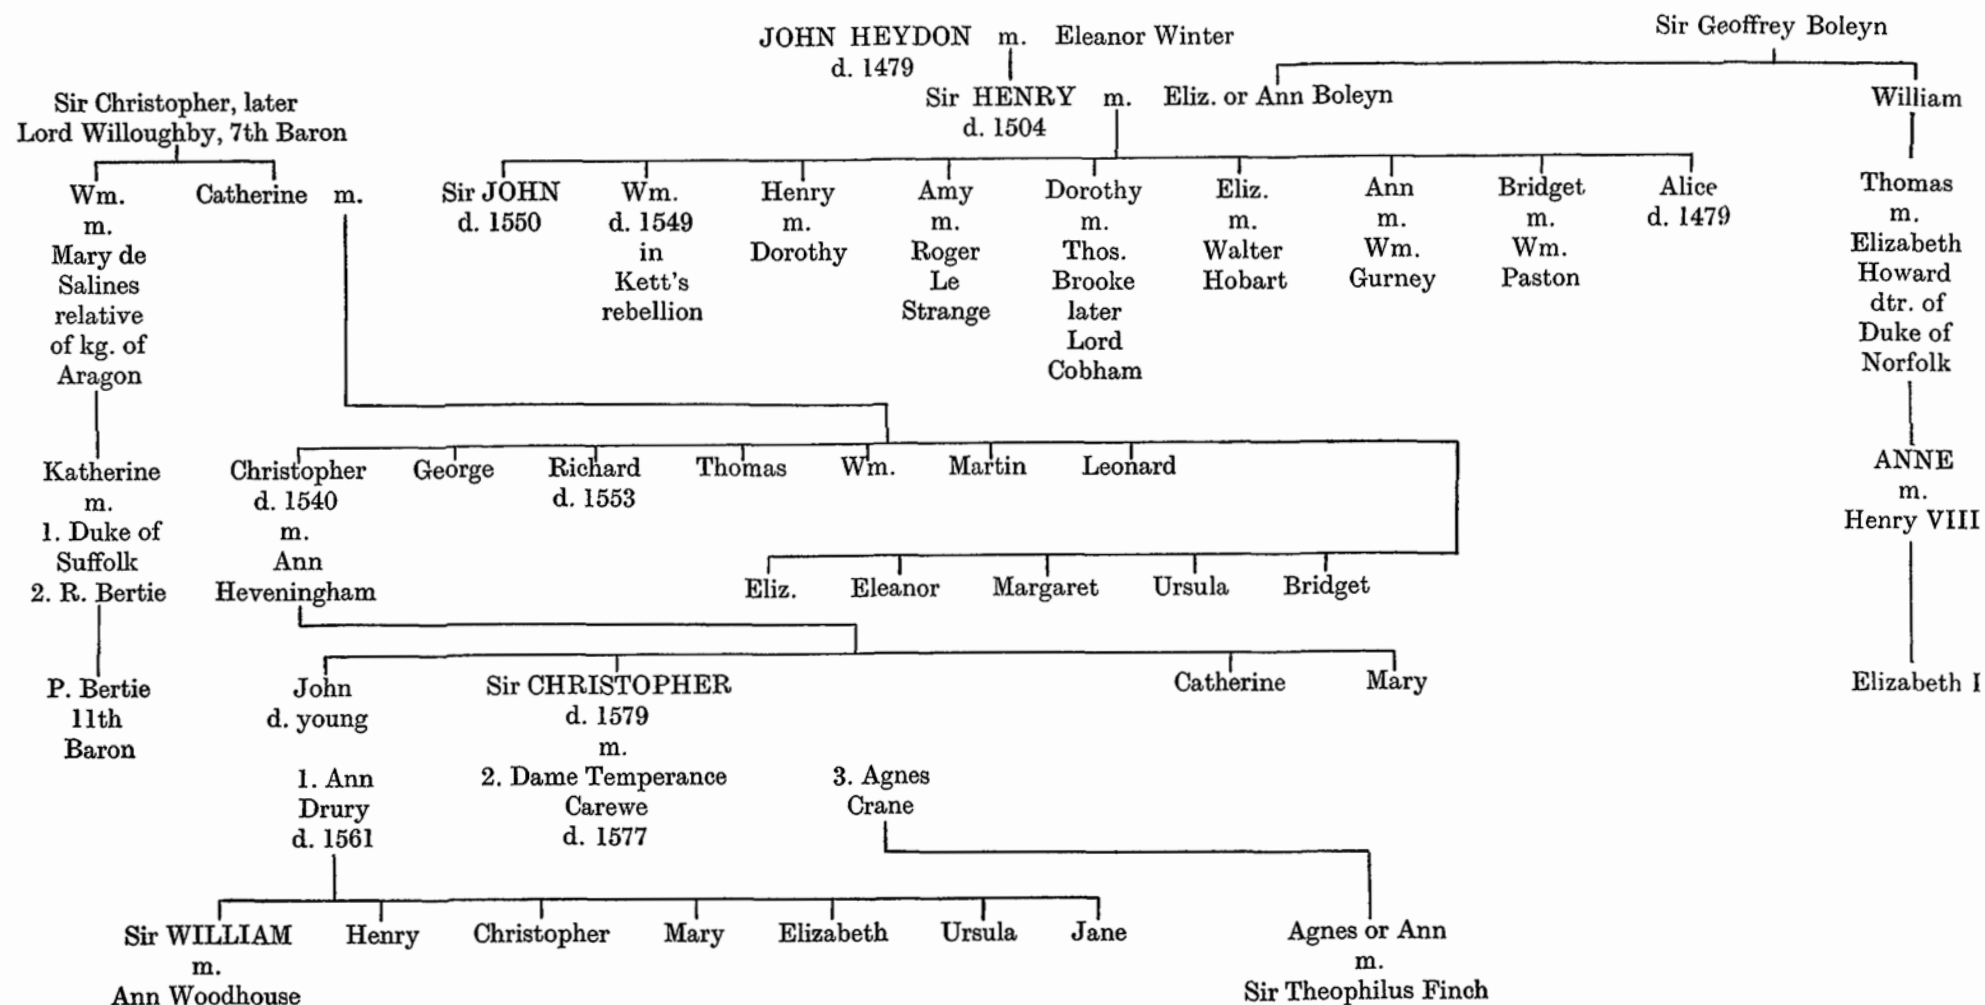 JOHN HEYDON m. Eleanor Winter
d. 1479
Sir Geoffrey Boleyn
Sir Christopher, later
Lord Willoughby, 7th Baron
Sir HENRY m. Eliz. or Ann Boleyn
d. 1504
William
Wm.
m.
Mary de
Salines
relative
of kg. of
Aragon
Catherine m.
Sir JOHN
d. 1550
Wm.
d. 1549
in
Kett's
rebellion
Henry
m.
Dorothy
Amy
m.
Roger
Le
Strange
Dorothy
m.
Thos.
Brooke
later
Lord
Cobham
Eliz.
m.
Walter
Hobart
Ann
m.
Wm.
Gurney
Bridget
m.
Wm.
Paston
Alice
d. 1479
Thomas
m.
Elizabeth
Howard
dtr. of
Duke of
Norfolk
Katherine
m.
1. Duke of
Suffolk
2. R. Bertie
Christopher
d. 1540
m.
Ann
Heveningham
George
Richard
d. 1553
Thomas
Wm.
Martin
Leonard
ANNE
m.
Henry VIII
Eliz.
Eleanor
Margaret
Ursula
Bridget
P. Bertie
11th
Baron
John
d. young
Sir CHRISTOPHER
d. 1579
m.
Catherine
Mary
Elizabeth I
1. Ann
Drury
d. 1561
2. Dame Temperance
Carewe
d. 1577
3. Agnes
Crane
Sir WILLIAM
m.
Ann Woodhouse
Henry
Christopher
Mary
Elizabeth
Ursula
Jane
Agnes or Ann
m.
Sir Theophilus Finch